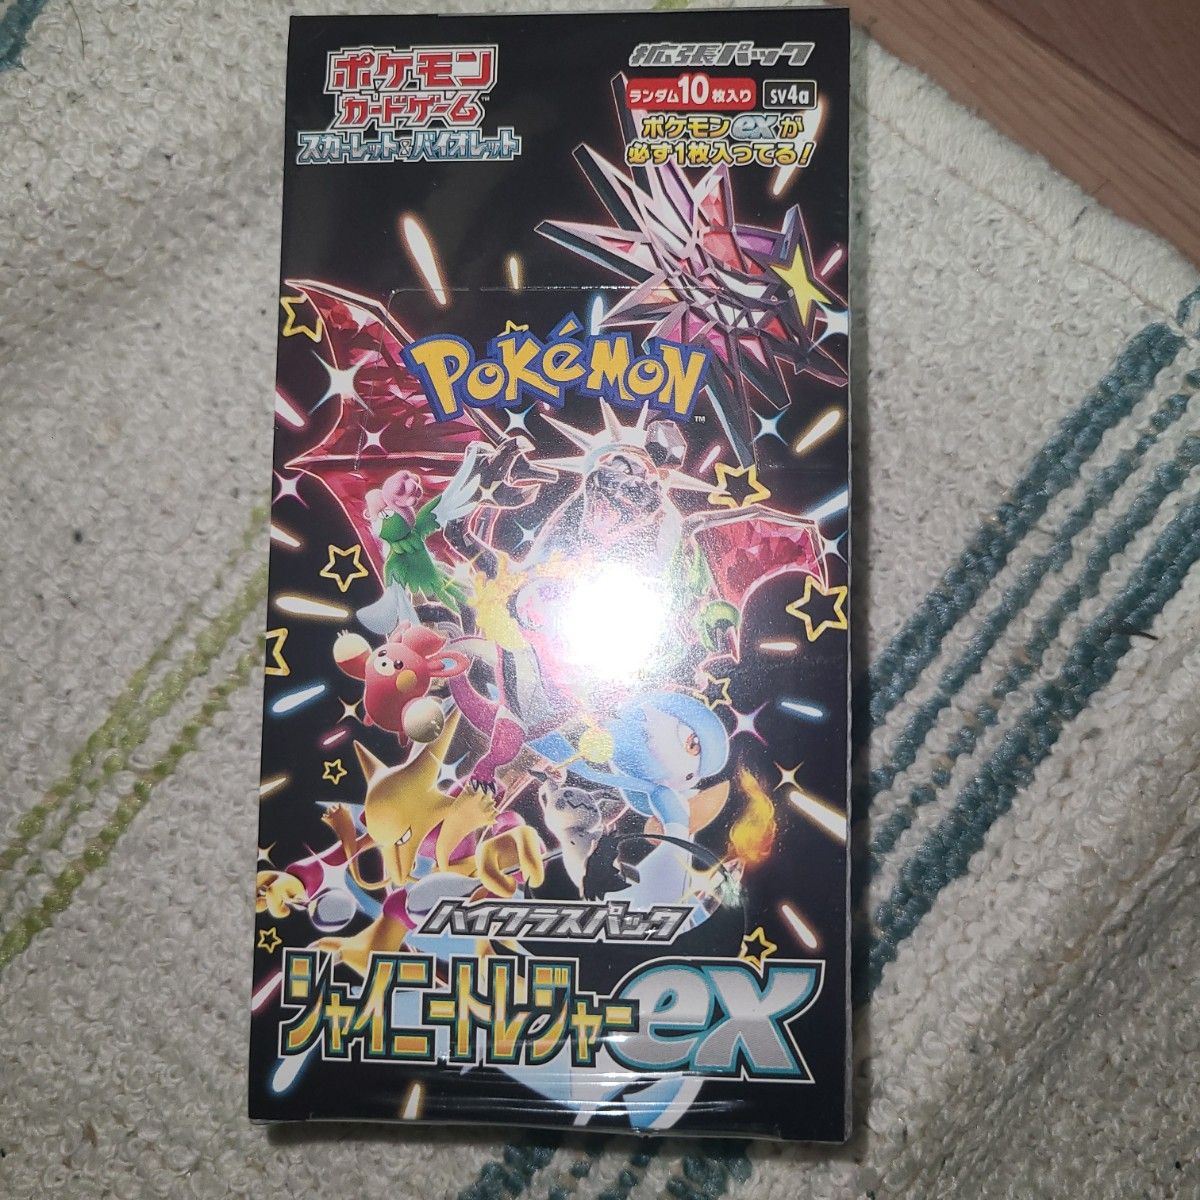 ポケモン
カードゲーム™
スカーレット&バイオレット
拡張パック
ランダム10枚入り sv4a
ポケモンexが
必ず1枚入ってる!
POKéMON™
ハイクラスパック
シャイニートレジャーex